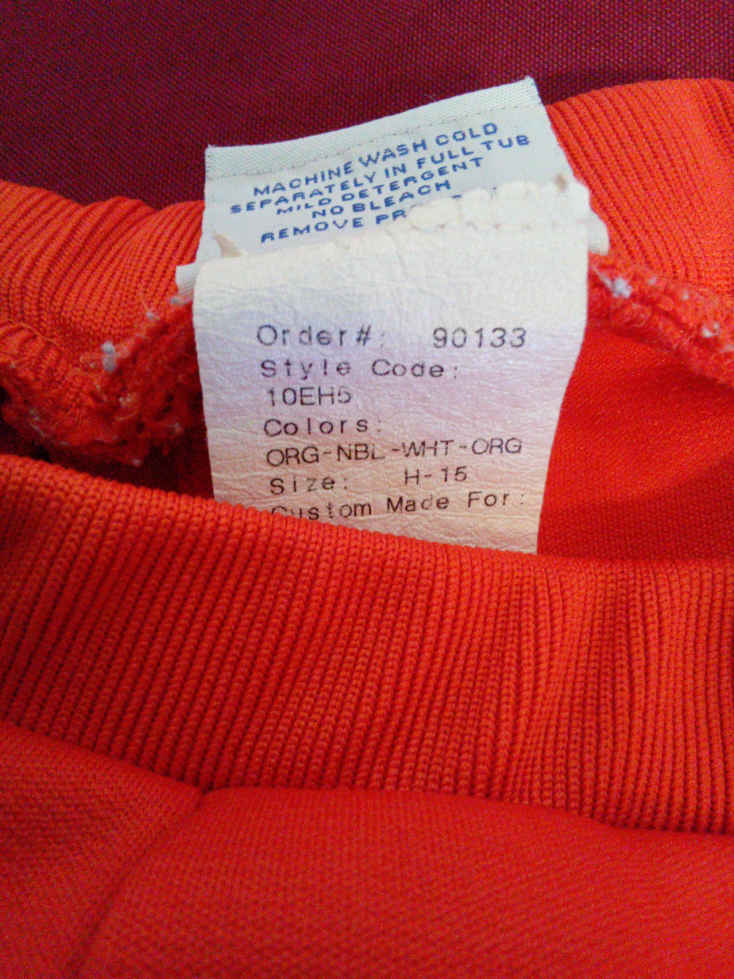 MACHINE WASH COLD
SEPARATELY IN FULL TUB
MILD DETERGENT
NO BLEACH
REMOVE
Order#: 90133
Style Code:
10EH5
Colors:
ORG-NBL-WHT-ORG
Size: H-15
Custom Made For: